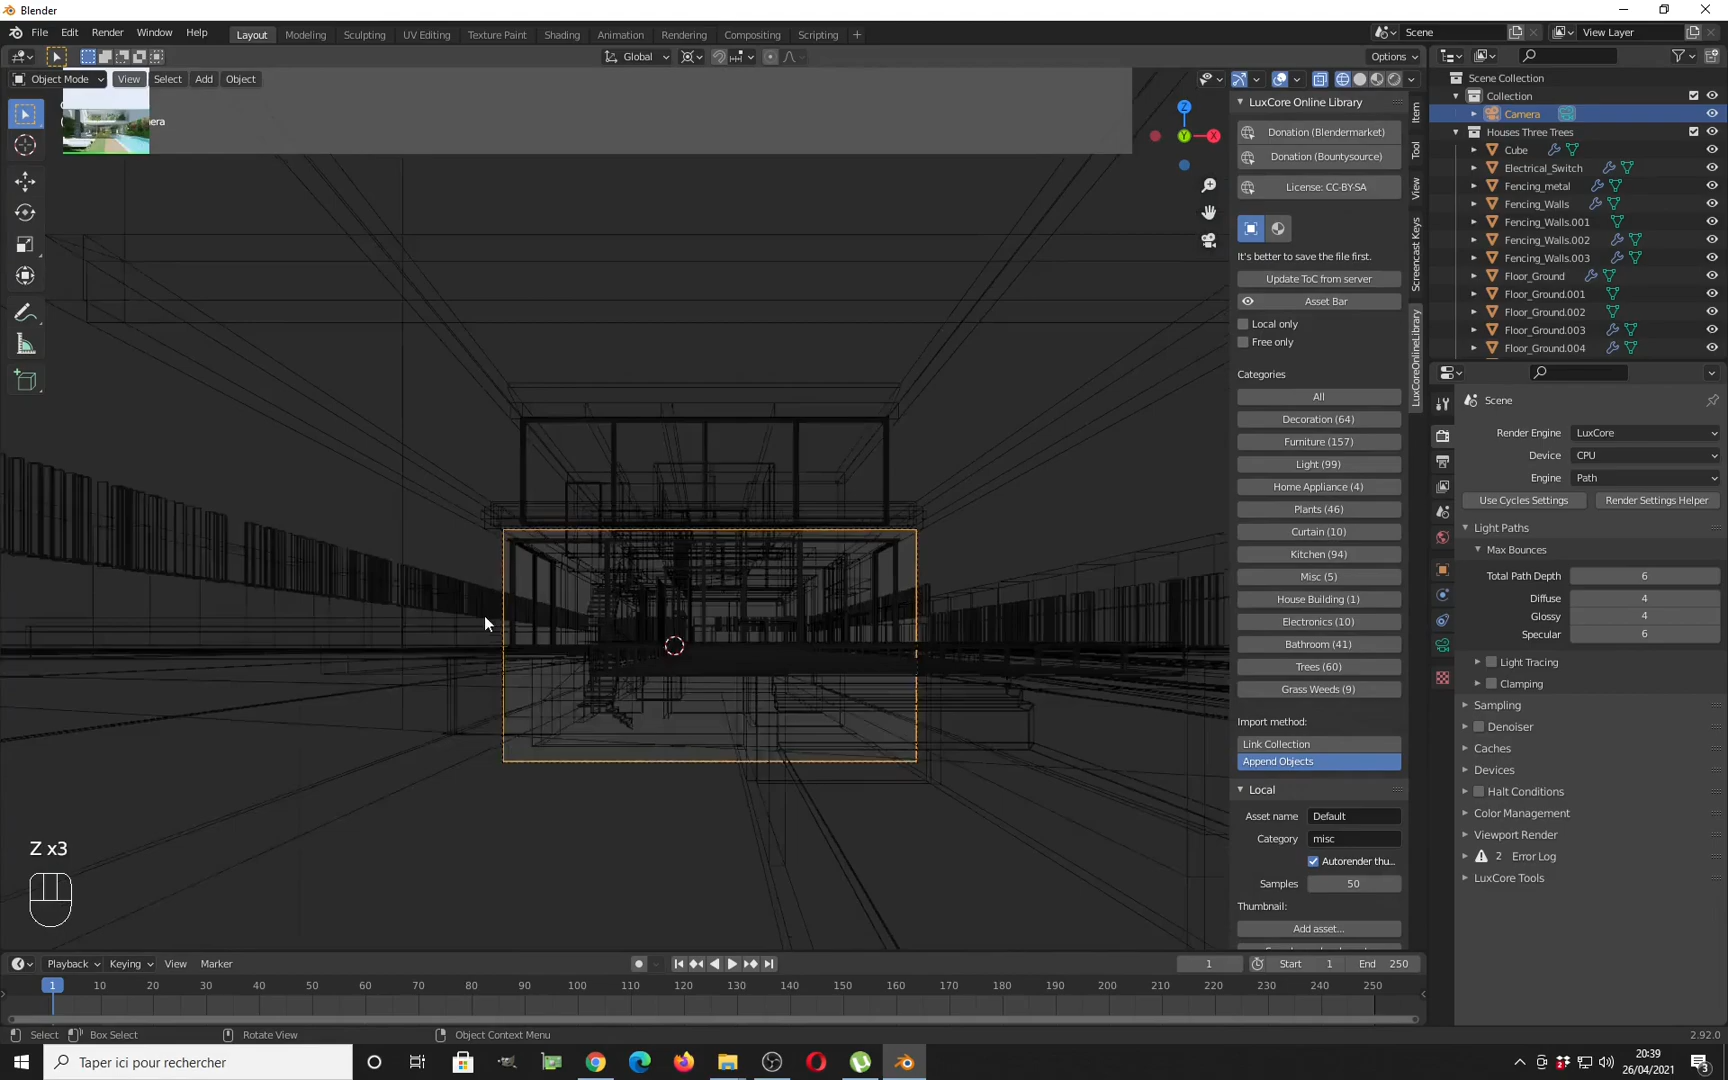 Blender
File Edit Render Window Help
Layout Modeling Sculpting UV Editing Texture Paint Shading Animation Rendering Compositing Scripting +
Scene View Layer
Global Options
Object Mode View Select Add Object
Z
Y
X
LuxCore Online Library
Donation (Blendermarket)
Donation (Bountysource)
License: CC-BY-SA
It's better to save the file first.
Update ToC from server
Asset Bar
Local only
Free only
Categories
All
Decoration (64)
Furniture (157)
Light (99)
Home Appliance (4)
Plants (46)
Curtain (10)
Kitchen (94)
Misc (5)
House Building (1)
Electronics (10)
Bathroom (41)
Trees (60)
Grass Weeds (9)
Import method:
Link Collection
Append Objects
Local
Asset name Default
Category misc
Autorender thu...
Samples 50
Thumbnail:
Add asset...
Item
Tool
View
Screencast Keys
LuxCoreOnlineLibrary
Scene Collection
Collection
Camera
Houses Three Trees
Cube
Electrical_Switch
Fencing_metal
Fencing_Walls
Fencing_Walls.001
Fencing_Walls.002
Fencing_Walls.003
Floor_Ground
Floor_Ground.001
Floor_Ground.002
Floor_Ground.003
Floor_Ground.004
Scene
Render Engine LuxCore
Device CPU
Engine Path
Use Cycles Settings Render Settings Helper
Light Paths
Max Bounces
Total Path Depth 6
Diffuse 4
Glossy 4
Specular 6
Light Tracing
Clamping
Sampling
Denoiser
Caches
Devices
Halt Conditions
Color Management
Viewport Render
2 Error Log
LuxCore Tools
Z x3
Playback Keying View Marker 1 Start 1 End 250
1 10 20 30 40 50 60 70 80 90 100 110 120 130 140 150 160 170 180 190 200 210 220 230 240 250
Select Box Select Rotate View Object Context Menu 2.92.0
Taper ici pour rechercher
20:39
26/04/2021
3